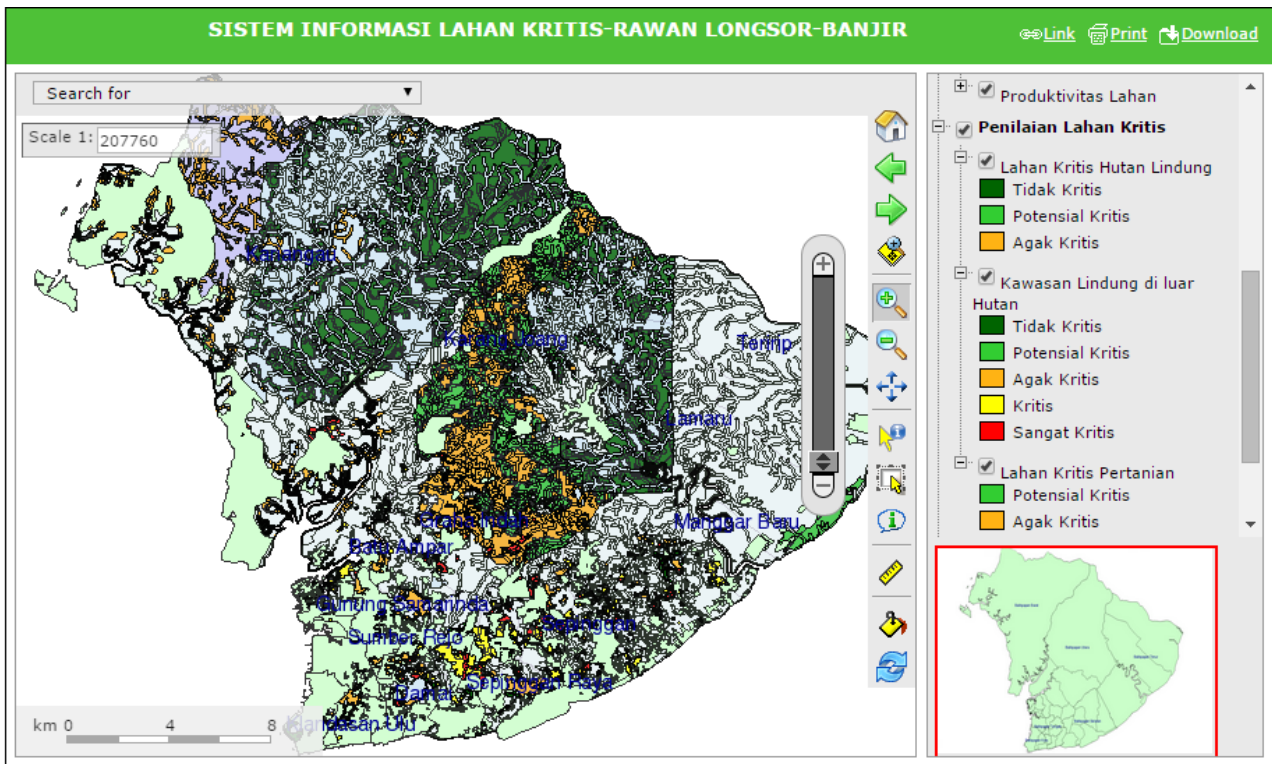 SISTEM INFORMASI LAHAN KRITIS-RAWAN LONGSOR-BANJIR
Link Print Download
Search for
Scale 1: 207760
Kariangau
Karang Joang
Teritip
Lamaru
Graha Indah
Manggar Baru
Batu Ampar
Gunung Samarinda
Sumber Rejo
Sepinggan
Sepinggan Raya
Damai
Klandasan Ulu
km 0 4 8
Produktivitas Lahan
Penilaian Lahan Kritis
Lahan Kritis Hutan Lindung
Tidak Kritis
Potensial Kritis
Agak Kritis
Kawasan Lindung di luar
Hutan
Tidak Kritis
Potensial Kritis
Agak Kritis
Kritis
Sangat Kritis
Lahan Kritis Pertanian
Potensial Kritis
Agak Kritis